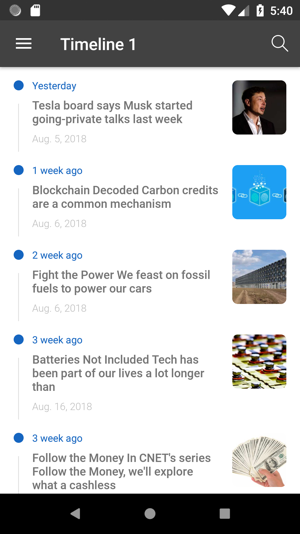 5:40
Timeline 1
Yesterday
Tesla board says Musk started
going-private talks last week
Aug. 5, 2018
1 week ago
Blockchain Decoded Carbon credits
are a common mechanism
Aug. 6, 2018
2 week ago
Fight the Power We feast on fossil
fuels to power our cars
Aug. 6, 2018
3 week ago
Batteries Not Included Tech has
been part of our lives a lot longer
than
Aug. 16, 2018
3 week ago
Follow the Money In CNET's series
Follow the Money, we'll explore
what a cashless